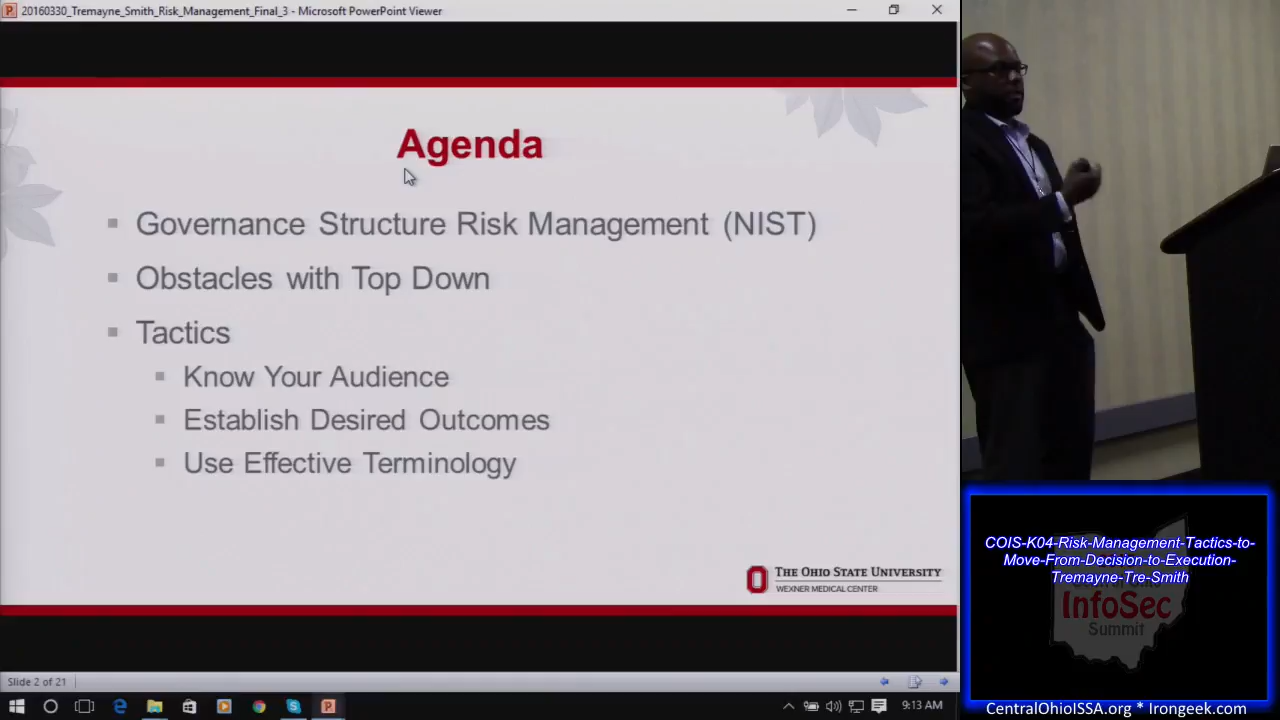 20160330_Tremayne_Smith_Risk_Management_Final_3 - Microsoft PowerPoint Viewer
Agenda
Governance Structure Risk Management (NIST)
Obstacles with Top Down
Tactics
Know Your Audience
Establish Desired Outcomes
Use Effective Terminology
THE OHIO STATE UNIVERSITY
WEXNER MEDICAL CENTER
Slide 2 of 21
9:13 AM
COIS-K04-Risk-Management-Tactics-to-
Move-From-Decision-to-Execution-
Tremayne-Tre-Smith
InfoSec
Summit
CentralOhioISSA.org * Irongeek.com